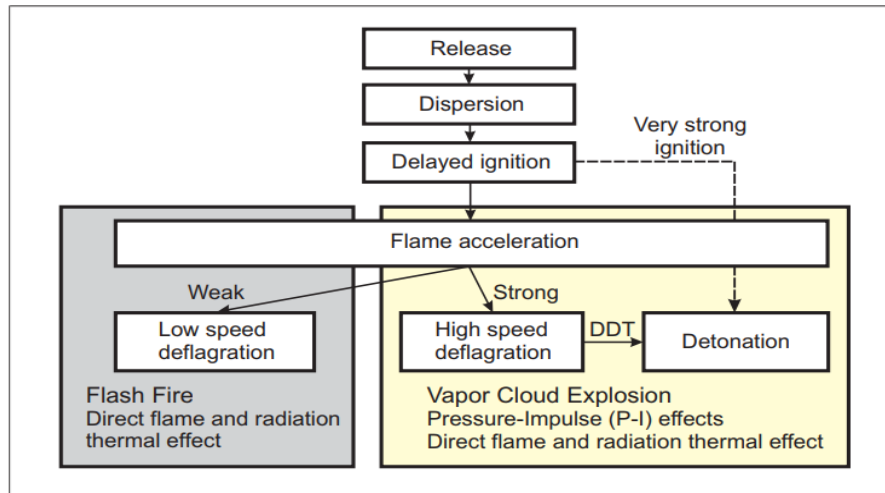 Release
Dispersion
Very strong
ignition
Delayed ignition
Flame acceleration
Weak
Strong
Low speed
deflagration
High speed
deflagration
DDT
Detonation
Flash Fire
Direct flame and radiation
thermal effect
Vapor Cloud Explosion
Pressure-Impulse (P-I) effects
Direct flame and radiation thermal effect